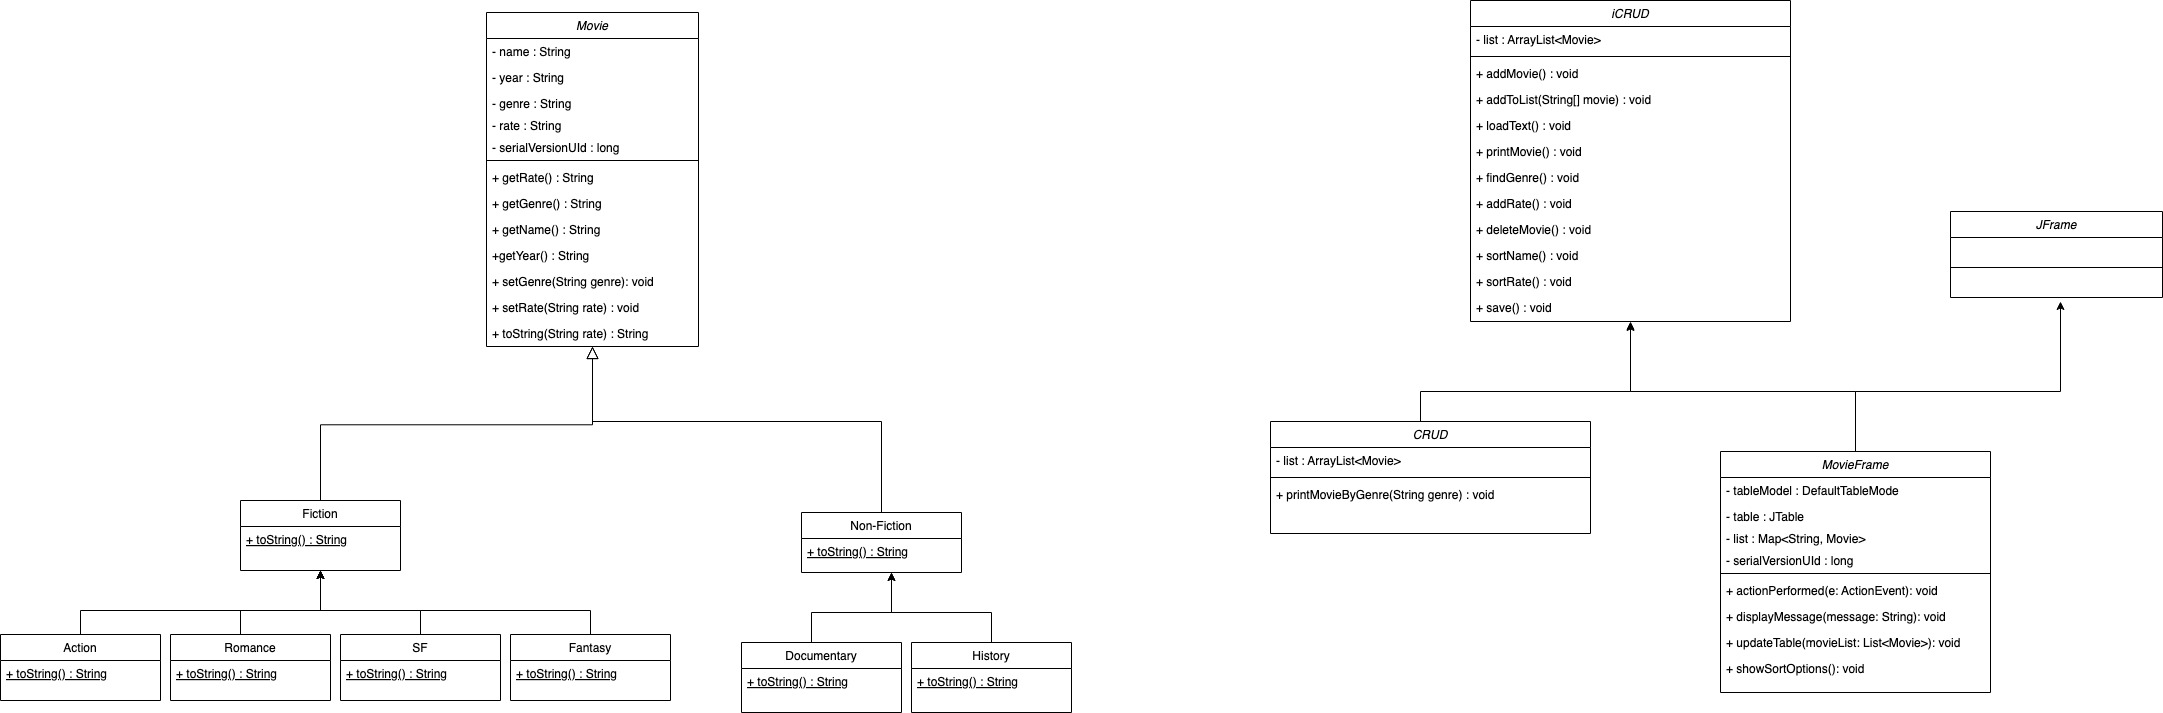 Movie
- name : String
- year : String
- genre : String
- rate : String
- serialVersionUId : long
+ getRate() : String
+ getGenre() : String
+ getName() : String
+getYear() : String
+ setGenre(String genre): void
+ setRate(String rate) : void
+ toString(String rate) : String
Fiction
+ toString() : String
Non-Fiction
+ toString() : String
Action
+ toString() : String
Romance
+ toString() : String
SF
+ toString() : String
Fantasy
+ toString() : String
Documentary
+ toString() : String
History
+ toString() : String
iCRUD
- list : ArrayList<Movie>
+ addMovie() : void
+ addToList(String[] movie) : void
+ loadText() : void
+ printMovie() : void
+ findGenre() : void
+ addRate() : void
+ deleteMovie() : void
+ sortName() : void
+ sortRate() : void
+ save() : void
JFrame
CRUD
- list : ArrayList<Movie>
+ printMovieByGenre(String genre) : void
MovieFrame
- tableModel : DefaultTableMode
- table : JTable
- list : Map<String, Movie>
- serialVersionUId : long
+ actionPerformed(e: ActionEvent): void
+ displayMessage(message: String): void
+ updateTable(movieList: List<Movie>): void
+ showSortOptions(): void